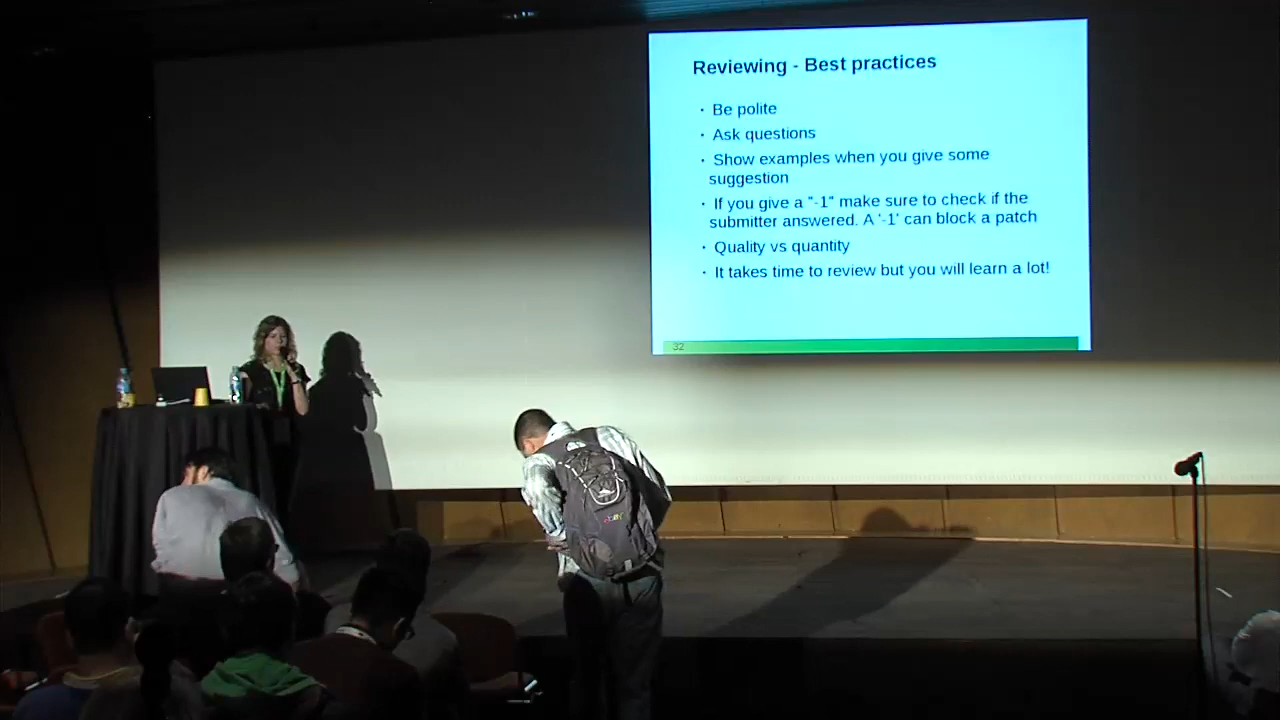 Reviewing - Best practices
· Be polite
· Ask questions
· Show examples when you give some
suggestion
· If you give a "-1" make sure to check if the
submitter answered. A '-1' can block a patch
· Quality vs quantity
· It takes time to review but you will learn a lot!
32
ebay